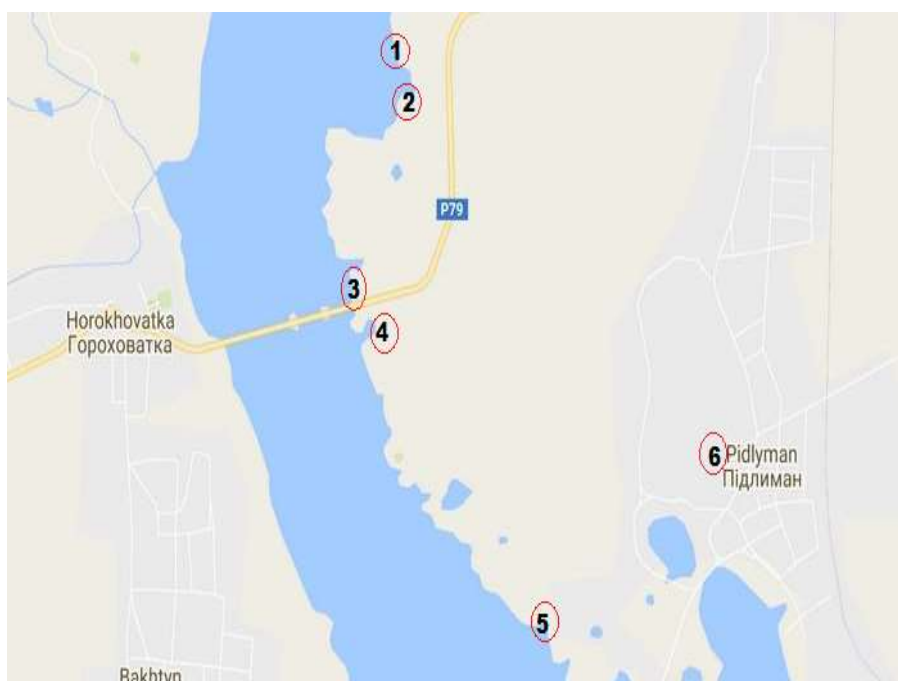 1
2
P79
3
4
Horokhovatka
Гороховатка
6
Pidlyman
Підлиман
5
Bakhtyn